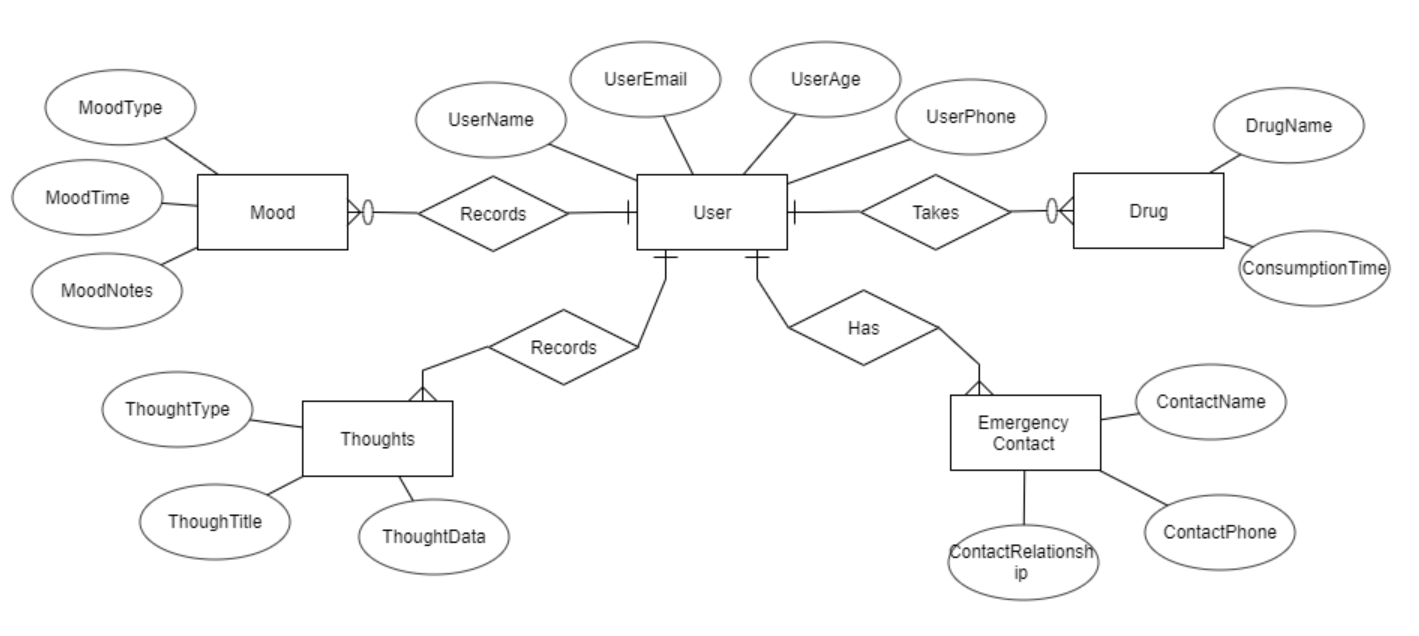 UserEmail
UserAge
MoodType
UserName
UserPhone
DrugName
MoodTime
Mood
Records
User
Takes
Drug
MoodNotes
ConsumptionTime
Records
Has
ThoughtType
Thoughts
Emergency
Contact
ContactName
ThoughTitle
ThoughtData
ContactPhone
ContactRelationsh
ip